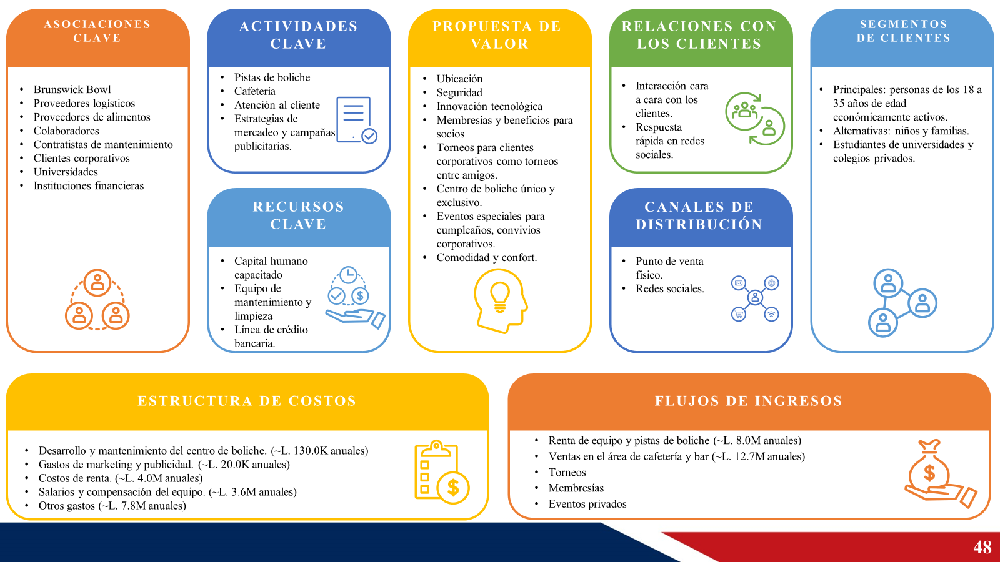 ASOCIACIONES
CLAVE
• Brunswick Bowl
• Proveedores logísticos
• Proveedores de alimentos
• Colaboradores
• Contratistas de mantenimiento
• Clientes corporativos
• Universidades
• Instituciones financieras
ACTIVIDADES
CLAVE
• Pistas de boliche
• Cafetería
• Atención al cliente
• Estrategias de
mercadeo y campañas
publicitarias.
RECURSOS
CLAVE
• Capital humano
capacitado
• Equipo de
mantenimiento y
limpieza
• Línea de crédito
bancaria.
PROPUESTA DE
VALOR
• Ubicación
• Seguridad
• Innovación tecnológica
• Membresías y beneficios para
socios
• Torneos para clientes
corporativos como torneos
entre amigos.
• Centro de boliche único y
exclusivo.
• Eventos especiales para
cumpleaños, convivios
corporativos.
• Comodidad y confort.
RELACIONES CON
LOS CLIENTES
• Interacción cara
a cara con los
clientes.
• Respuesta
rápida en redes
sociales.
CANALES DE
DISTRIBUCIÓN
• Punto de venta
físico.
• Redes sociales.
SEGMENTOS
DE CLIENTES
• Principales: personas de los 18 a
35 años de edad
económicamente activos.
• Alternativas: niños y familias.
• Estudiantes de universidades y
colegios privados.
ESTRUCTURA DE COSTOS
• Desarrollo y mantenimiento del centro de boliche. (~L. 130.0K anuales)
• Gastos de marketing y publicidad. (~L. 20.0K anuales)
• Costos de renta. (~L. 4.0M anuales)
• Salarios y compensación del equipo. (~L. 3.6M anuales)
• Otros gastos (~L. 7.8M anuales)
FLUJOS DE INGRESOS
• Renta de equipo y pistas de boliche (~L. 8.0M anuales)
• Ventas en el área de cafetería y bar (~L. 12.7M anuales)
• Torneos
• Membresías
• Eventos privados
48